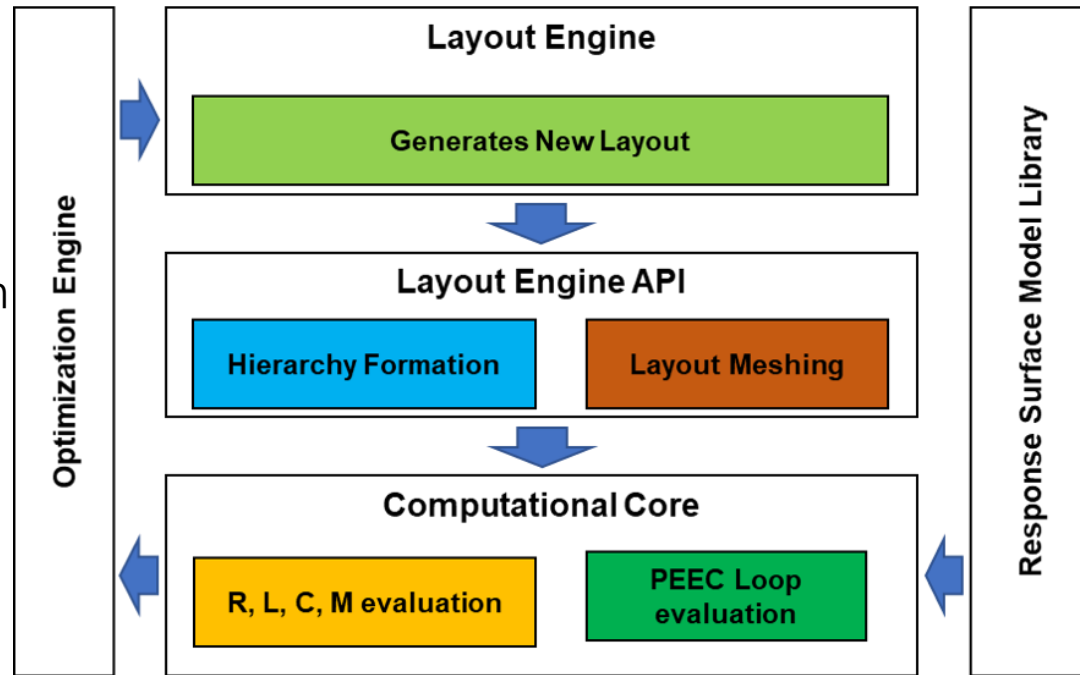 Layout Engine
Generates New Layout
Optimization Engine
n
Layout Engine API
Hierarchy Formation
Layout Meshing
Computational Core
R, L, C, M evaluation
PEEC Loop
evaluation
Response Surface Model Library